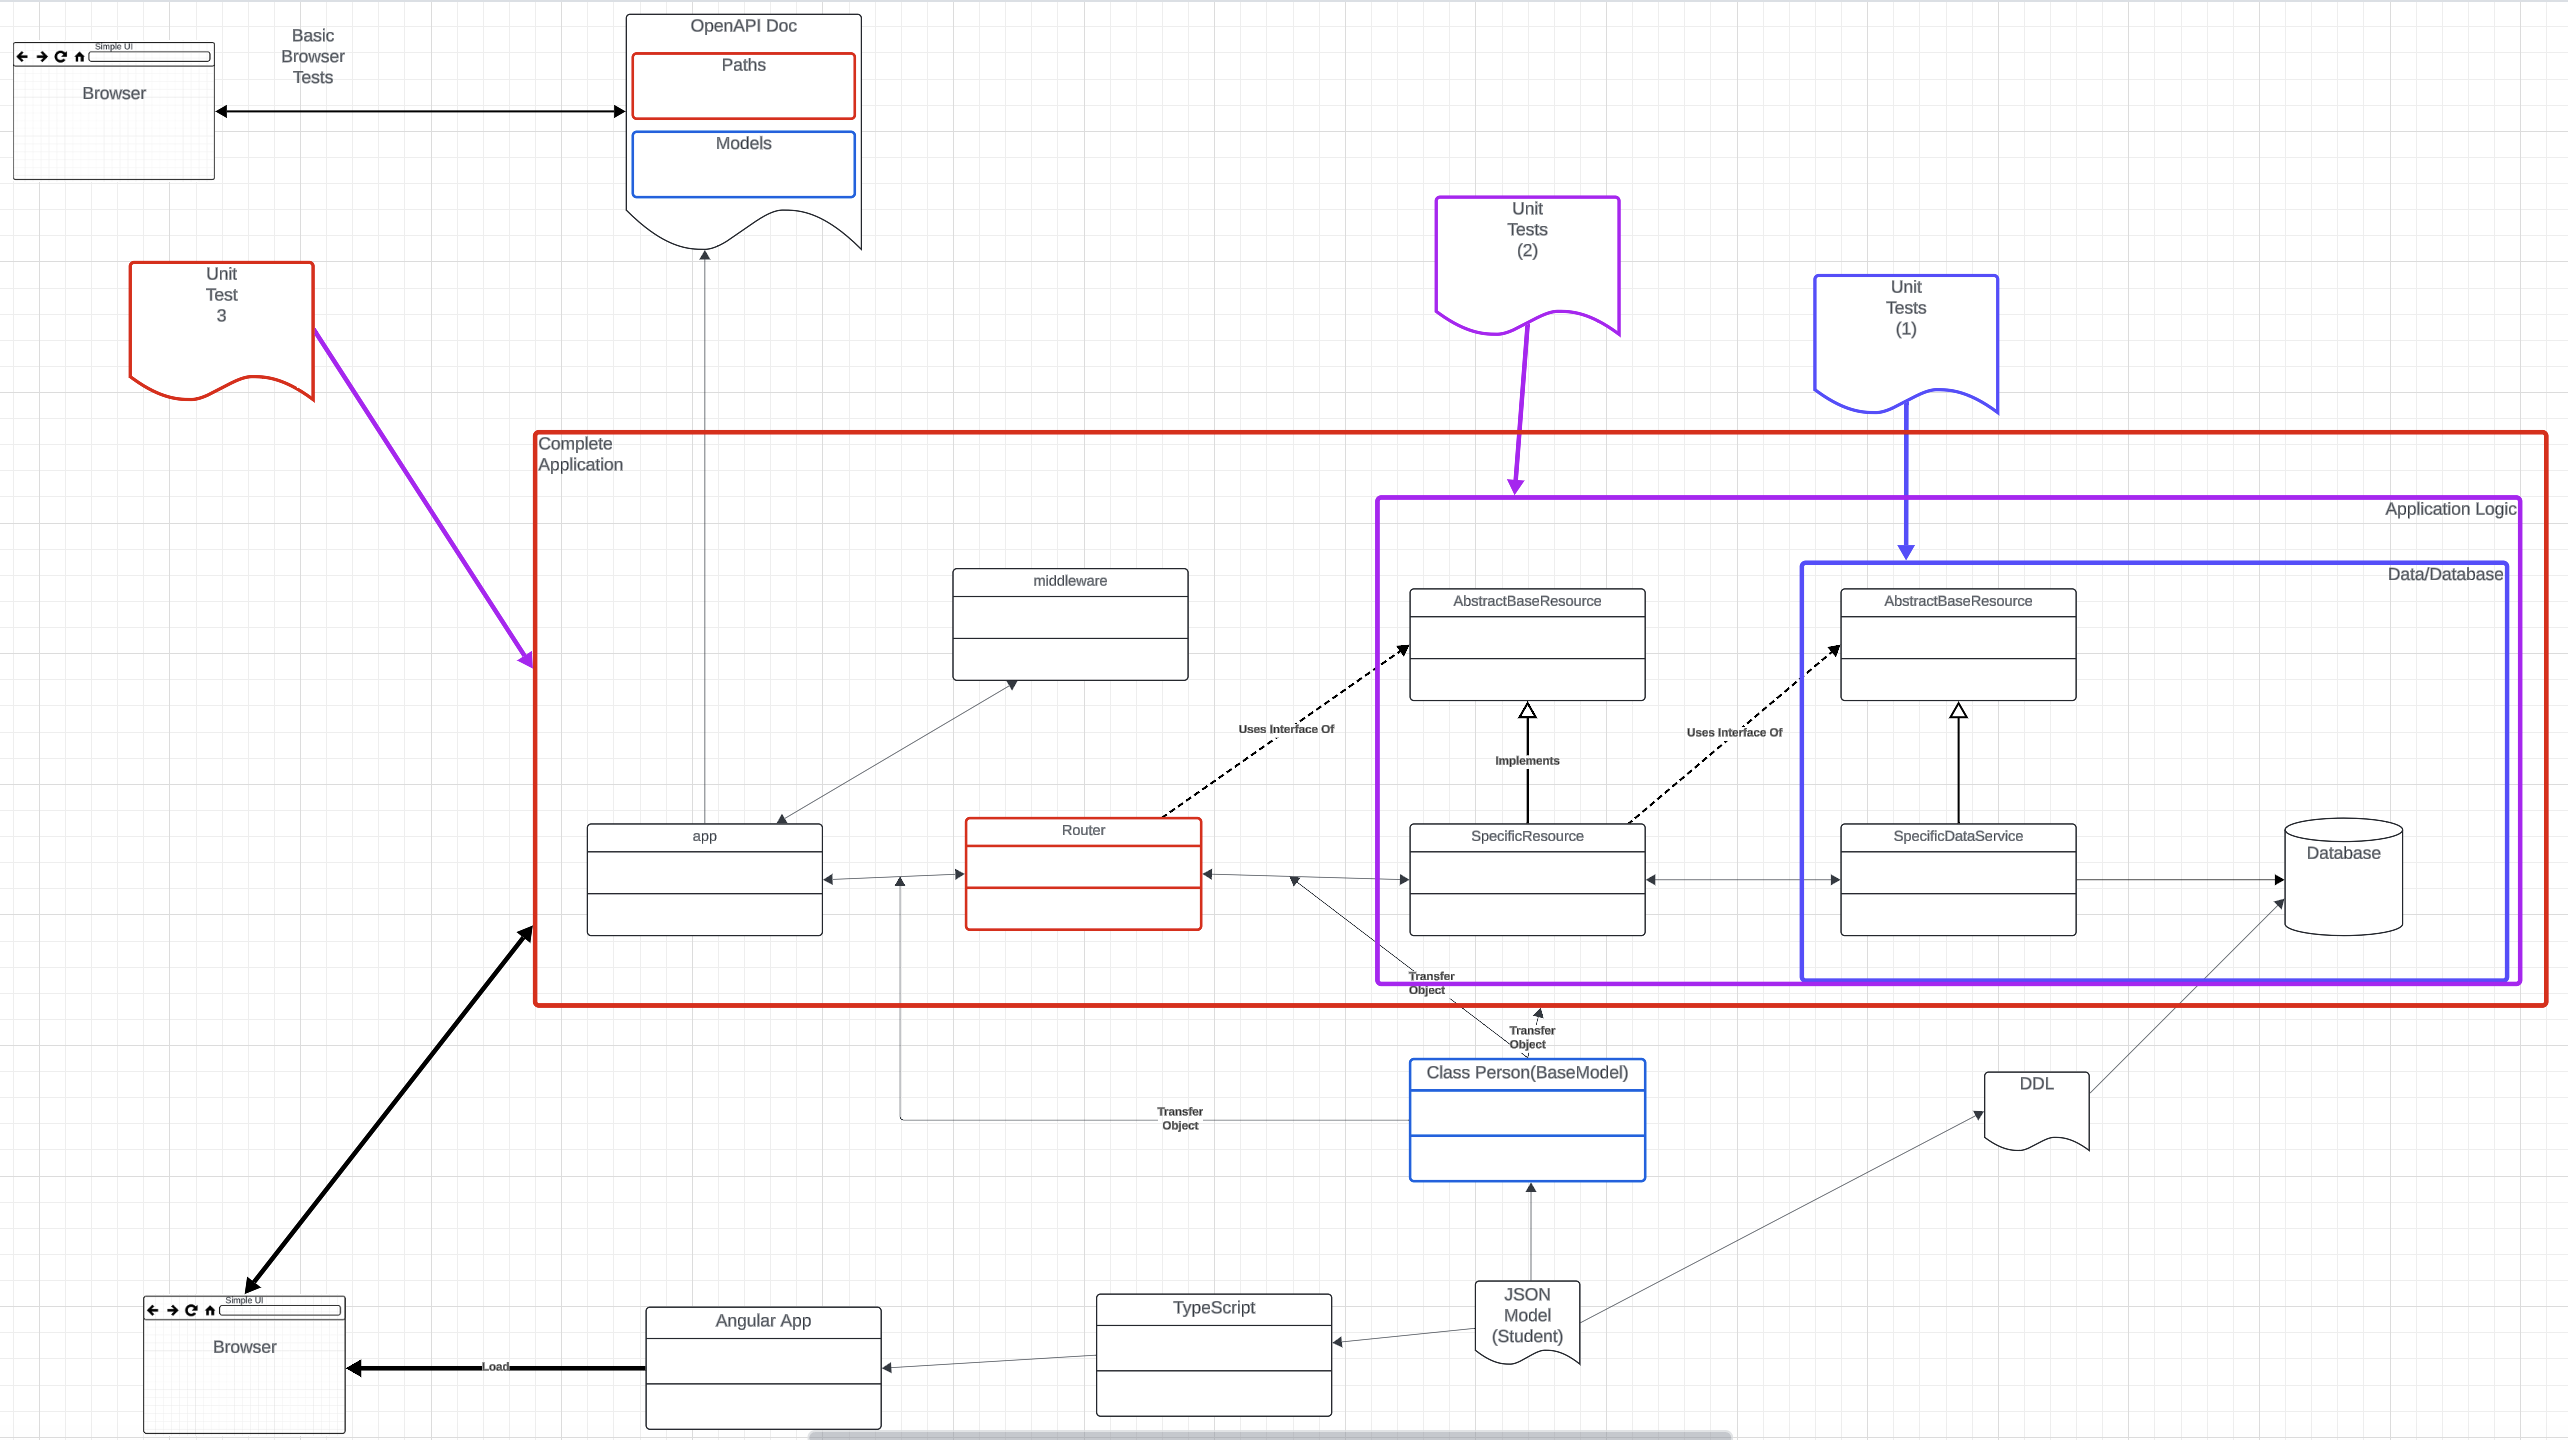 Simple UI
Browser
Basic
Browser
Tests
OpenAPI Doc
Paths
Models
Unit
Test
3
Unit
Tests
(2)
Unit
Tests
(1)
Complete
Application
Application Logic
Data/Database
middleware
AbstractBaseResource
AbstractBaseResource
Uses Interface Of
Uses Interface Of
Implements
app
Router
SpecificResource
SpecificDataService
Database
Transfer
Object
Transfer
Object
Class Person(BaseModel)
DDL
Transfer
Object
Simple UI
Browser
Load
Angular App
TypeScript
JSON
Model
(Student)